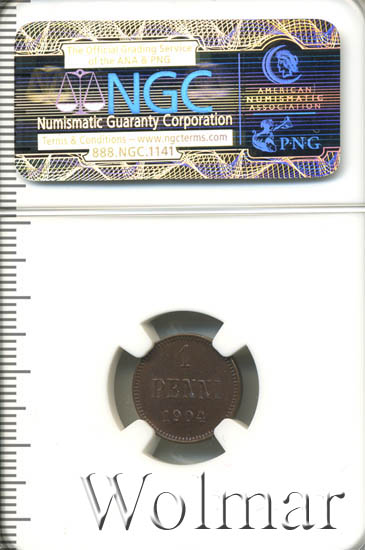 The Official Grading Service
of the ANA & PNG
NGC
Numismatic Guaranty Corporation
Terms & Conditions – www.ngcterms.com
888.NGC.1141
AMERICAN
NUMISMATIC
ASSOCIATION
P·N·G
1
PENNI
1904
Wolmar